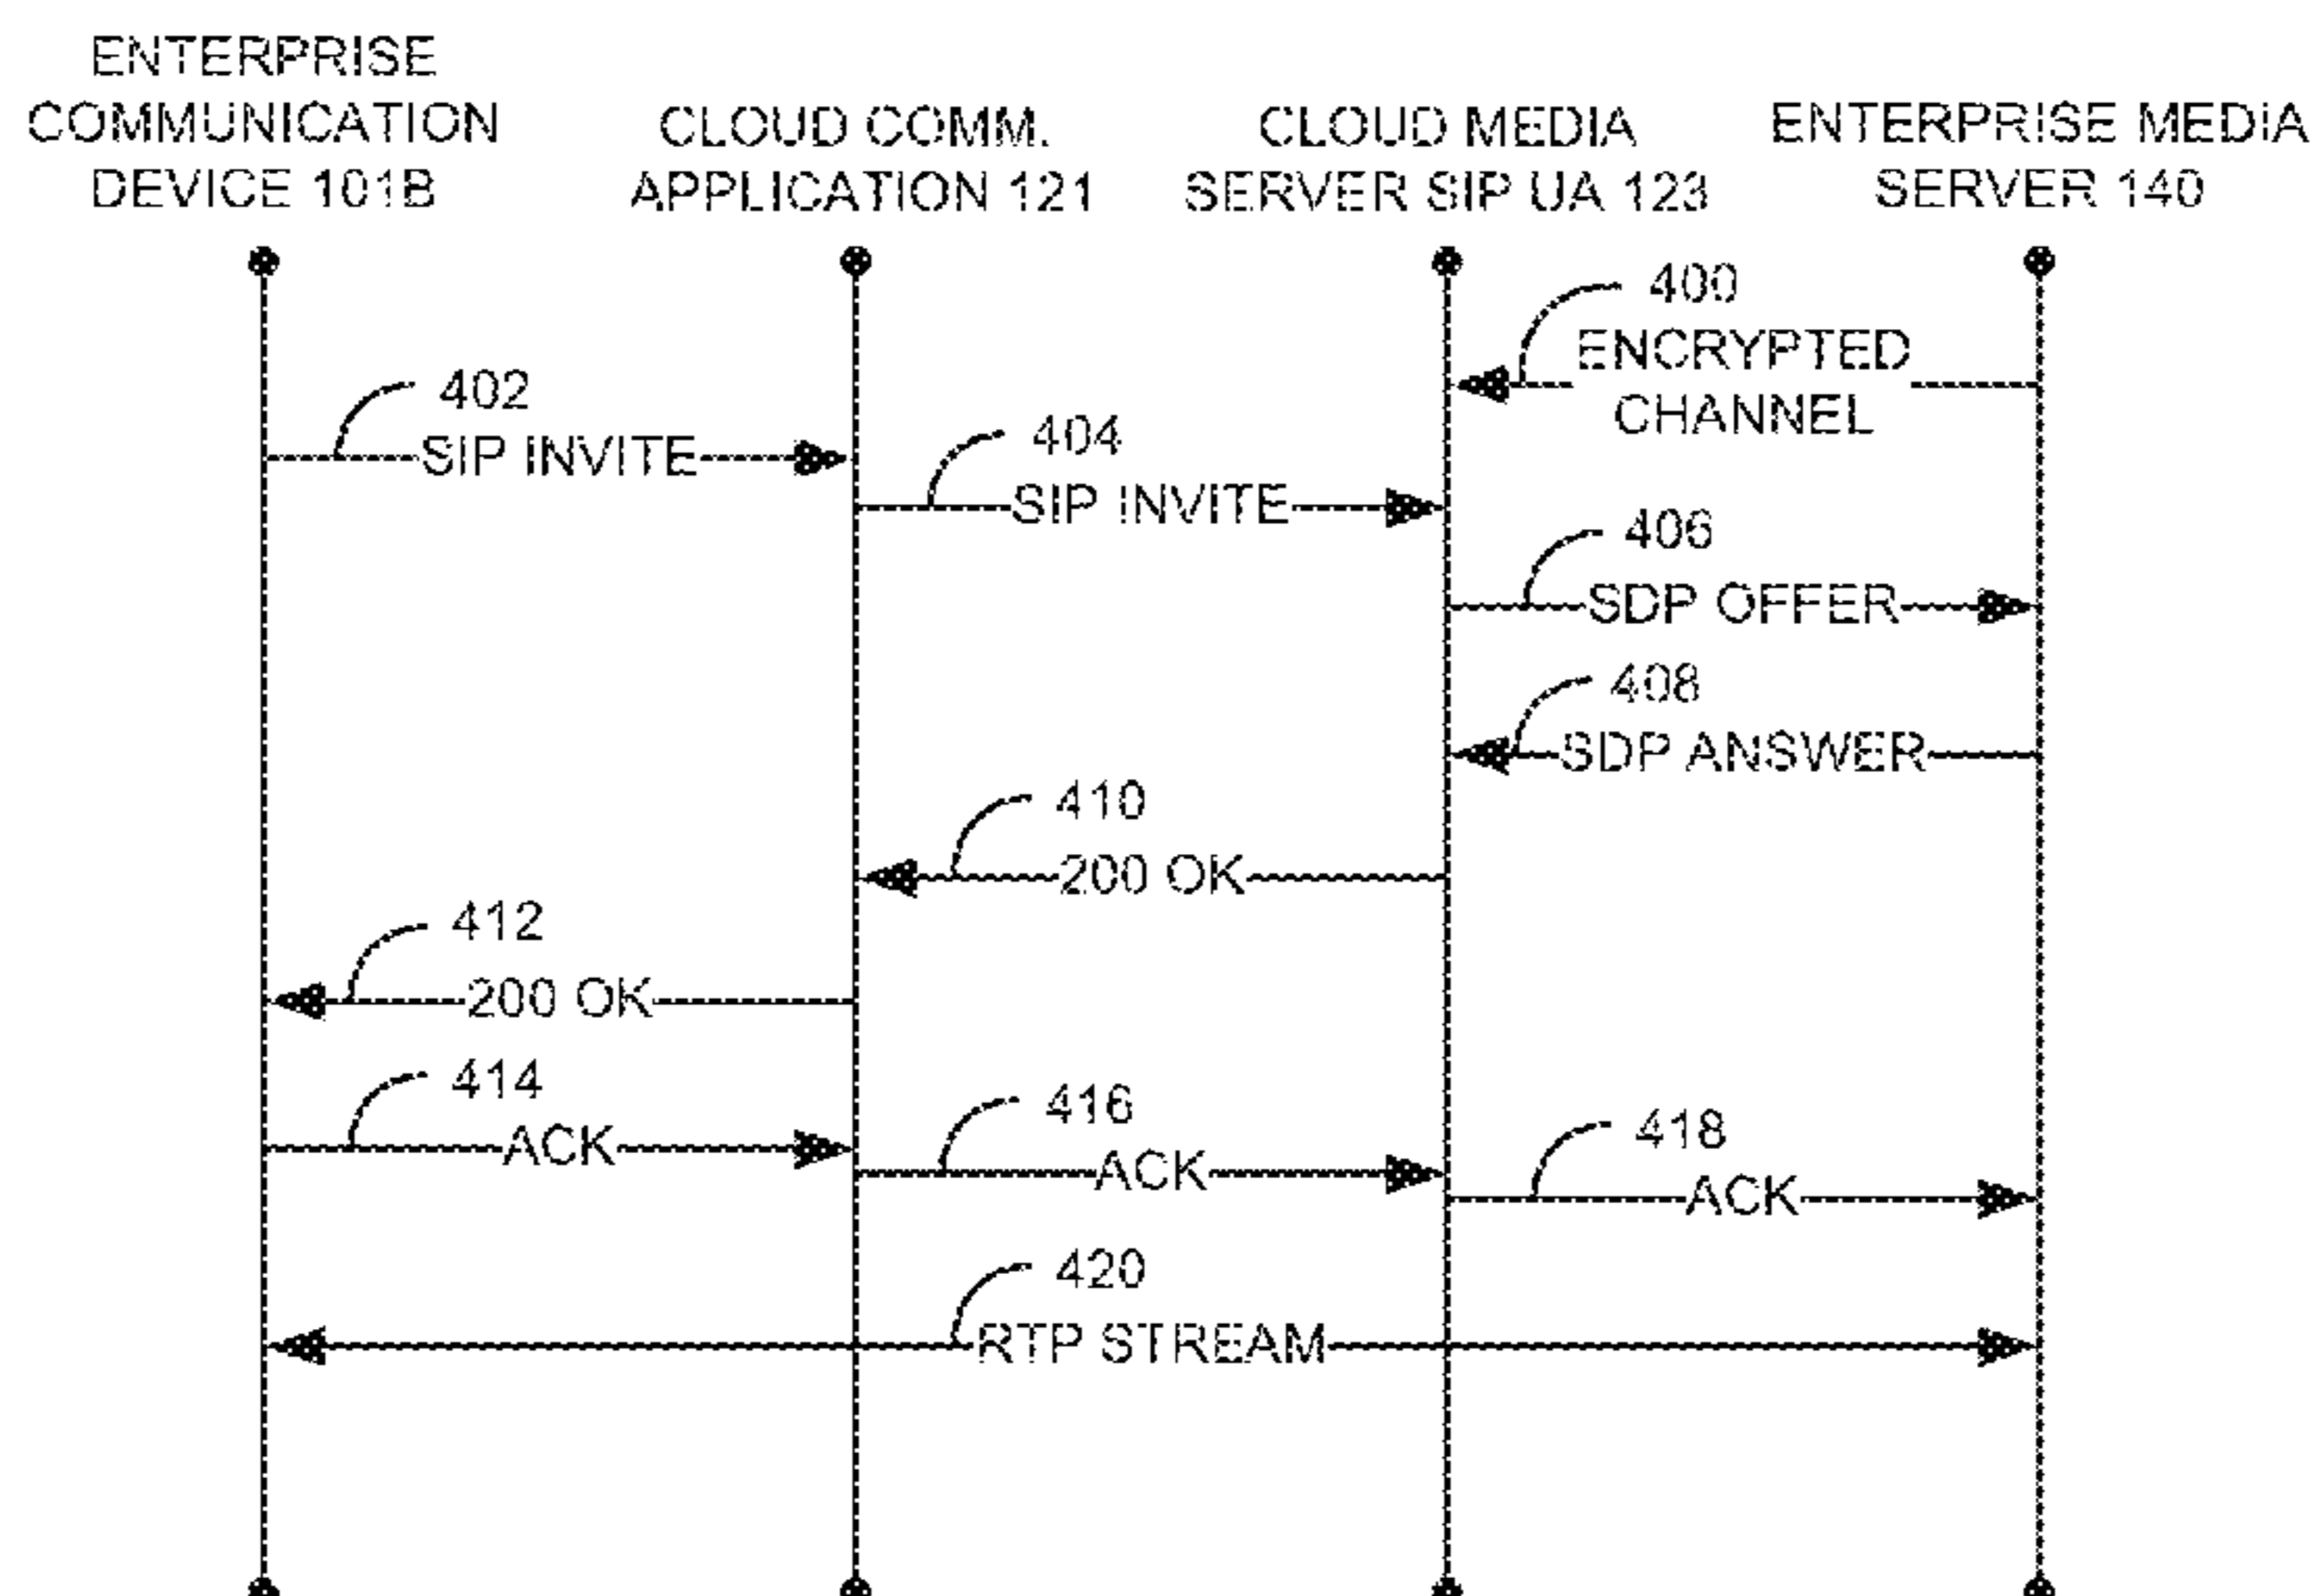 ENTERPRISE
COMMUNICATION
DEVICE 101B
CLOUD COMM.
APPLICATION 121
CLOUD MEDIA
SERVER SIP UA 123
ENTERPRISE MEDIA
SERVER 140
400
ENCRYPTED
CHANNEL
402
SIP INVITE
404
SIP INVITE
406
SDP OFFER
408
SDP ANSWER
410
200 OK
412
200 OK
414
ACK
416
ACK
418
ACK
420
RTP STREAM